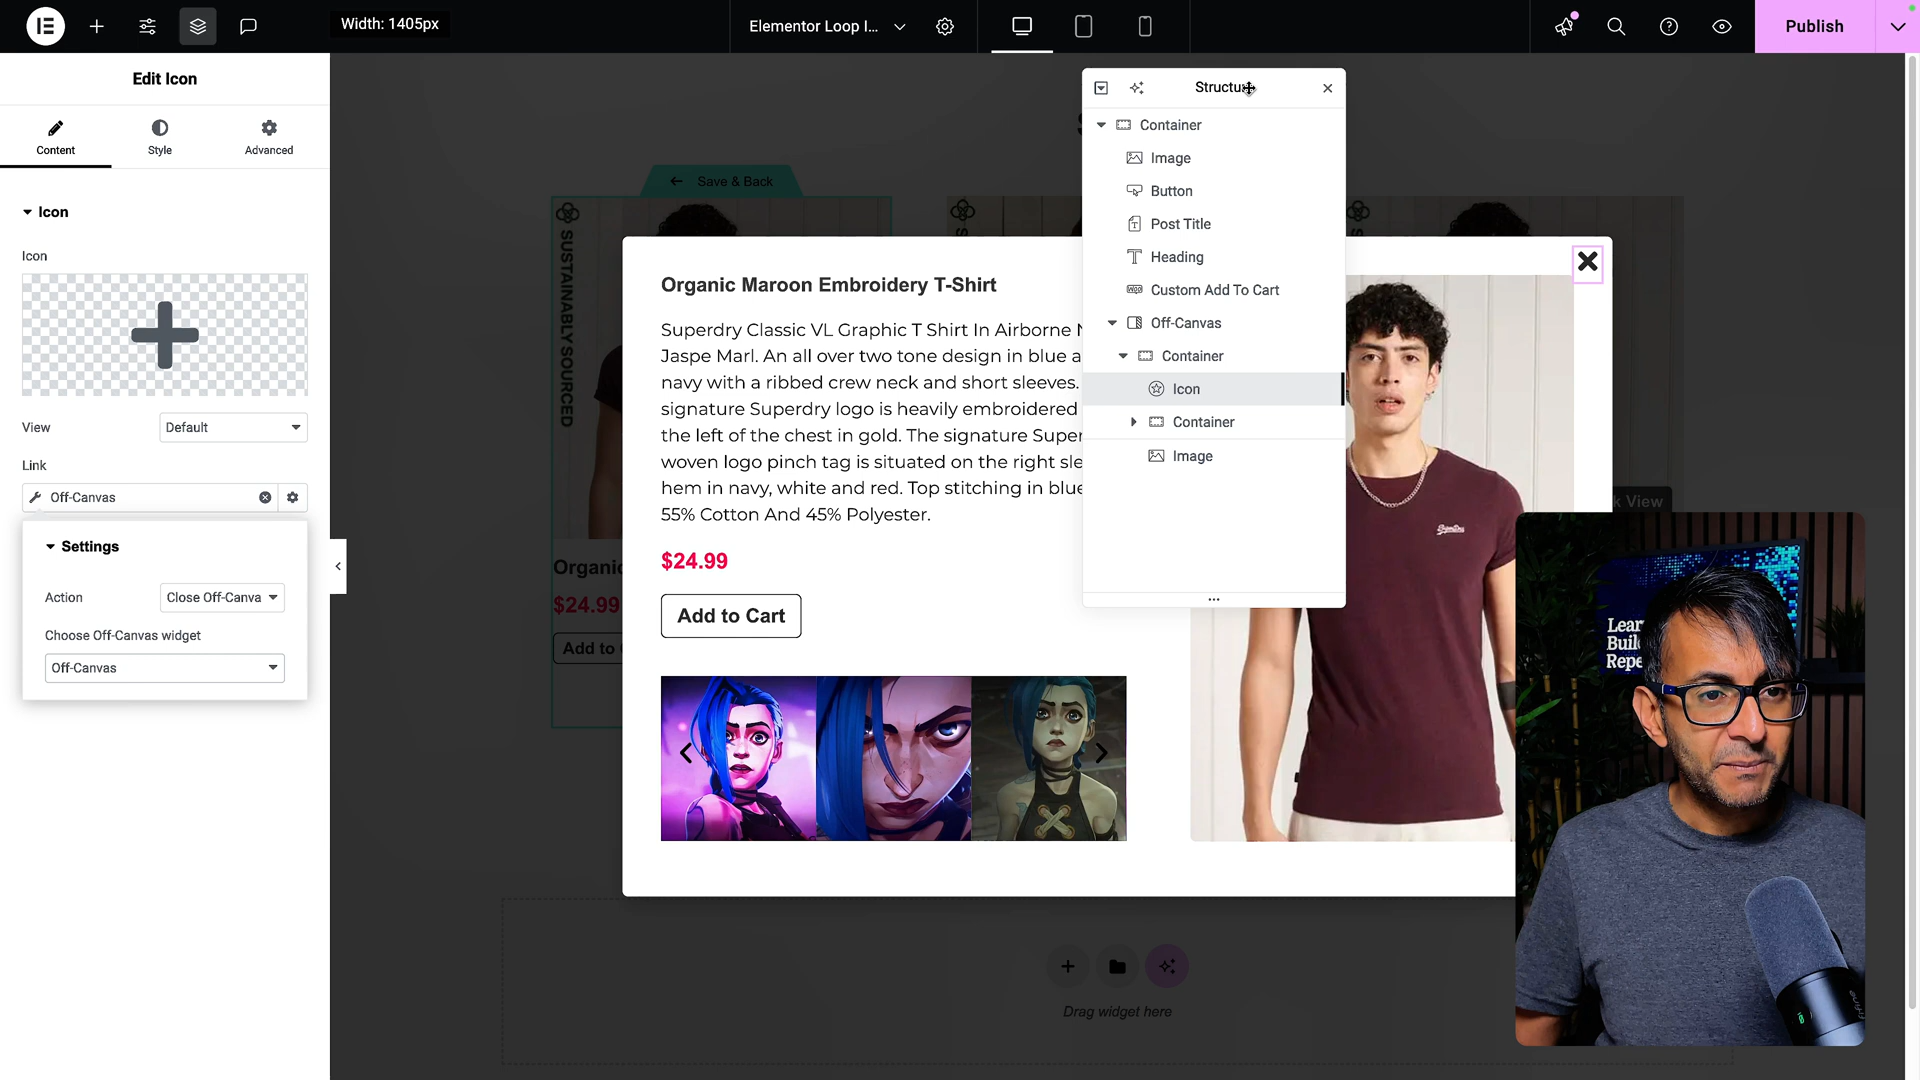 Width: 1405px
Elementor Loop I...
Publish
Edit Icon
Content
Style
Advanced
Icon
Icon
View
Default
Link
Off-Canvas
Settings
Action
Close Off-Canva
Choose Off-Canvas widget
Off-Canvas
Save & Back
SUSTAINABLY SOURCED
Organic
$24.99
Add to
Organic Maroon Embroidery T-Shirt
Superdry Classic VL Graphic T Shirt In Airborne N
Jaspe Marl. An all over two tone design in blue a
navy with a ribbed crew neck and short sleeves.
signature Superdry logo is heavily embroidered
the left of the chest in gold. The signature Super
woven logo pinch tag is situated on the right sle
hem in navy, white and red. Top stitching in blue
55% Cotton And 45% Polyester.
$24.99
Add to Cart
Structu
Container
Image
Button
Post Title
Heading
Custom Add To Cart
Off-Canvas
Container
Icon
Container
Image
k View
Drag widget here
Lear
Buil
Repe